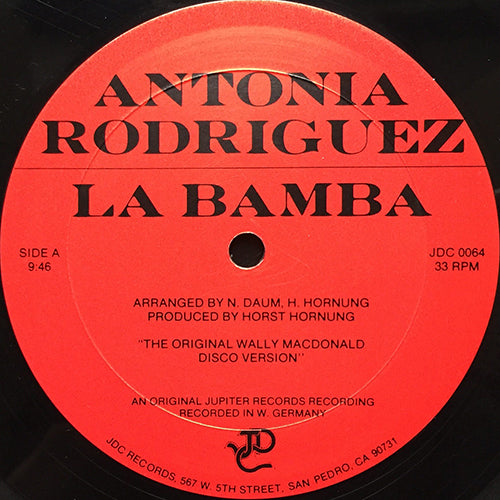 ANTONIA
RODRIGUEZ
LA BAMBA
SIDE A
9:46
JDC 0064
33 RPM
ARRANGED BY N. DAUM, H. HORNUNG
PRODUCED BY HORST HORNUNG
"THE ORIGINAL WALLY MACDONALD
DISCO VERSION"
AN ORIGINAL JUPITER RECORDS RECORDING
RECORDED IN W. GERMANY
JDC
JDC RECORDS, 567 W. 5TH STREET, SAN PEDRO, CA 90731